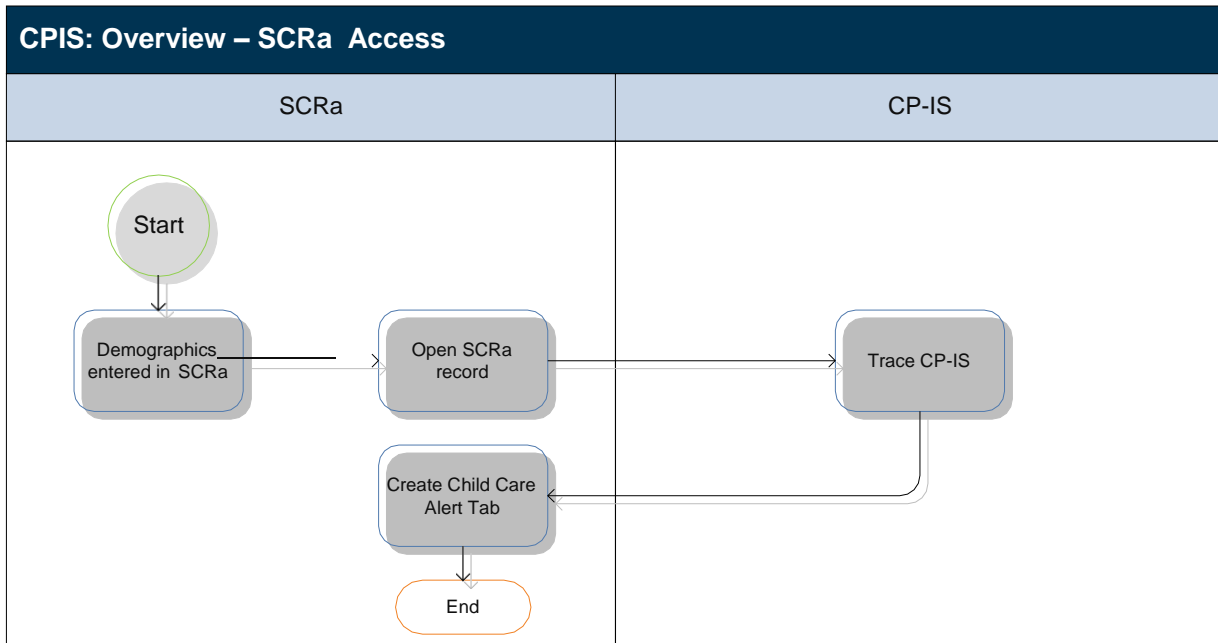 CPIS: Overview – SCRa Access
SCRa
CP-IS
Start
Demographics
entered in SCRa
Open SCRa
record
Trace CP-IS
Create Child Care
Alert Tab
End